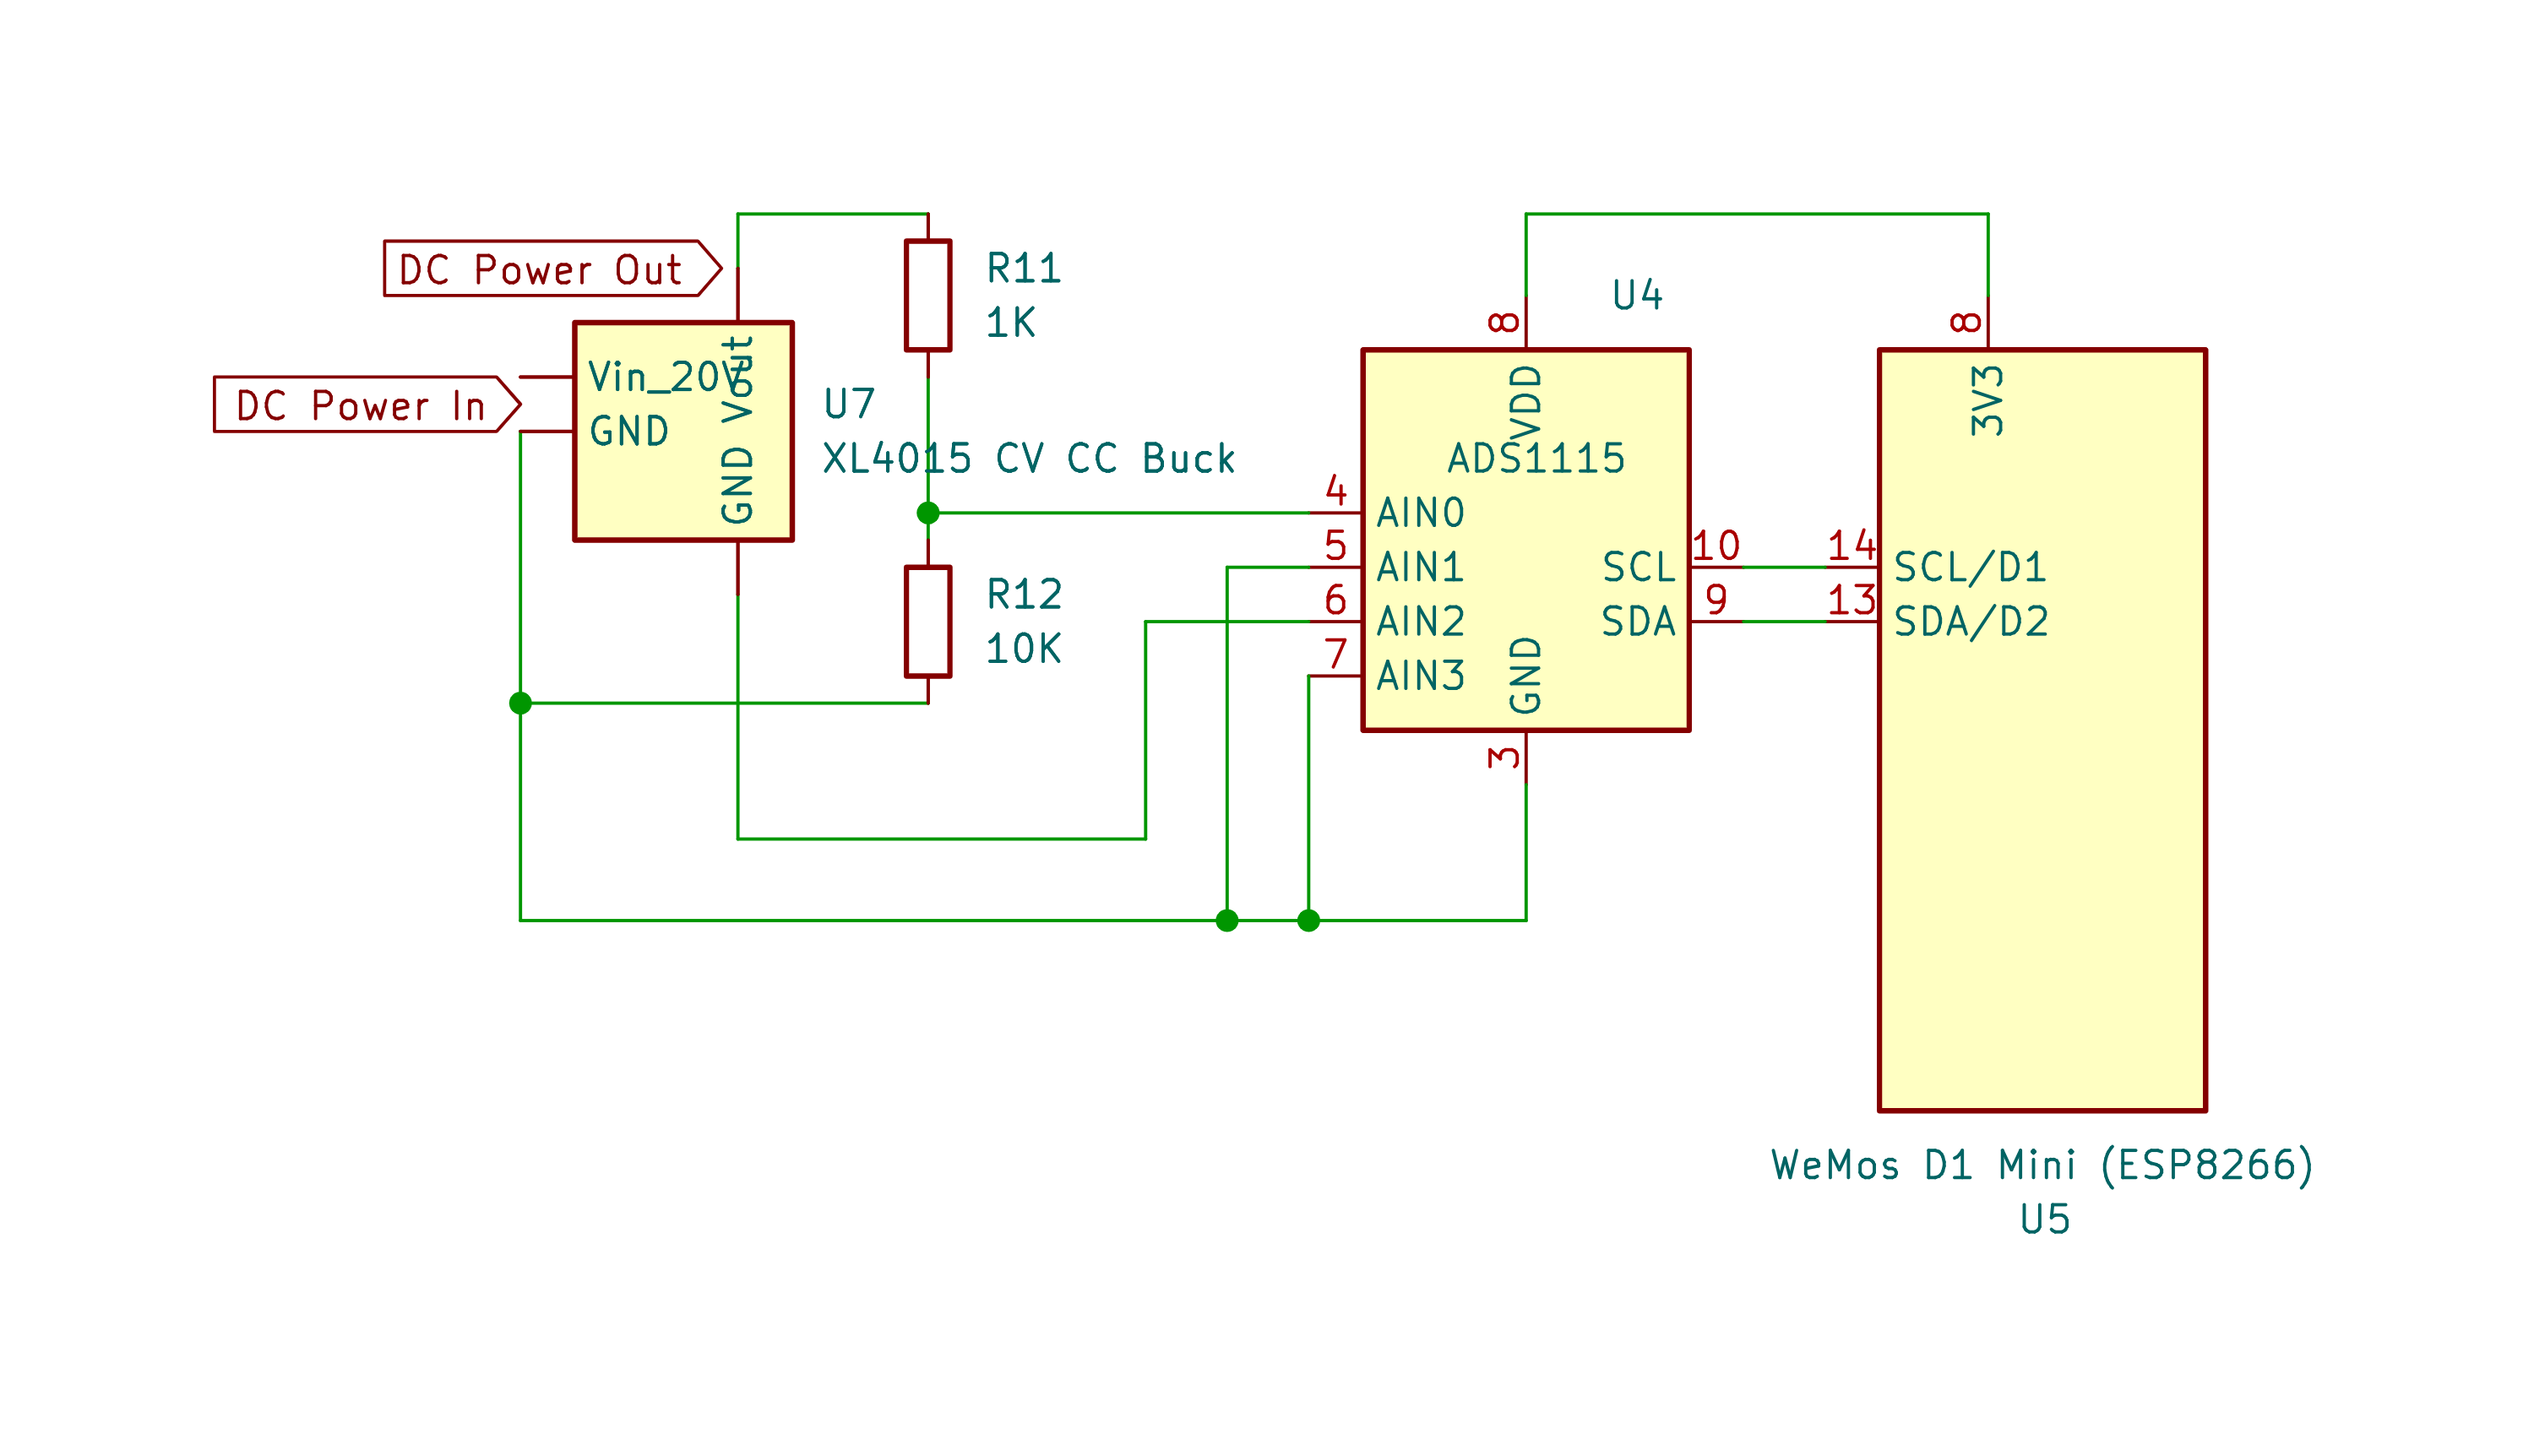 DC Power Out
DC Power In
Vin_20V
GND
Vout
GND
U7
XL4015 CV CC Buck
R11
1K
R12
10K
U4
ADS1115
8
VDD
4
AIN0
5
AIN1
6
AIN2
7
AIN3
10
SCL
9
SDA
3
GND
8
3V3
14
SCL/D1
13
SDA/D2
WeMos D1 Mini (ESP8266)
U5